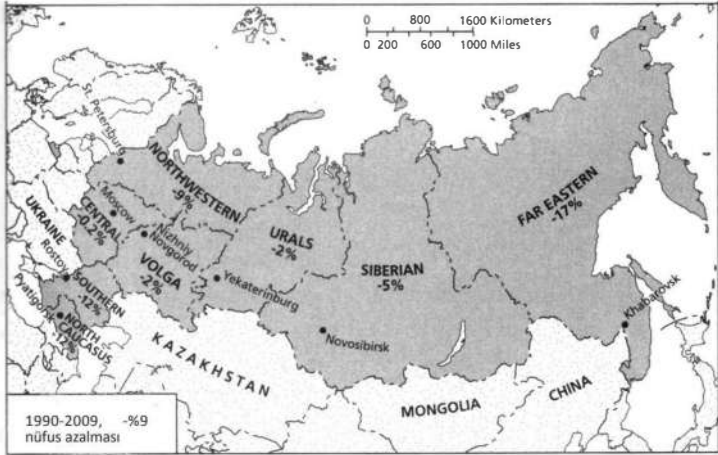 0 800 1600 Kilometers
0 200 600 1000 Miles
St. Petersburg
NORTHWESTERN
-9%
Moscow
CENTRAL
-0.2%
Nichniy
Novgorod
UKRAINE
Rostov
SOUTHERN
-12%
Pyatigorsk
NORTH
CAUCASUS
-12%
VOLGA
-2%
URALS
-2%
Yekaterinburg
SIBERIAN
-5%
Novosibirsk
FAR EASTERN
-17%
Khabarovsk
KAZAKHSTAN
MONGOLIA
CHINA
1990-2009, -%9
nüfus azalması